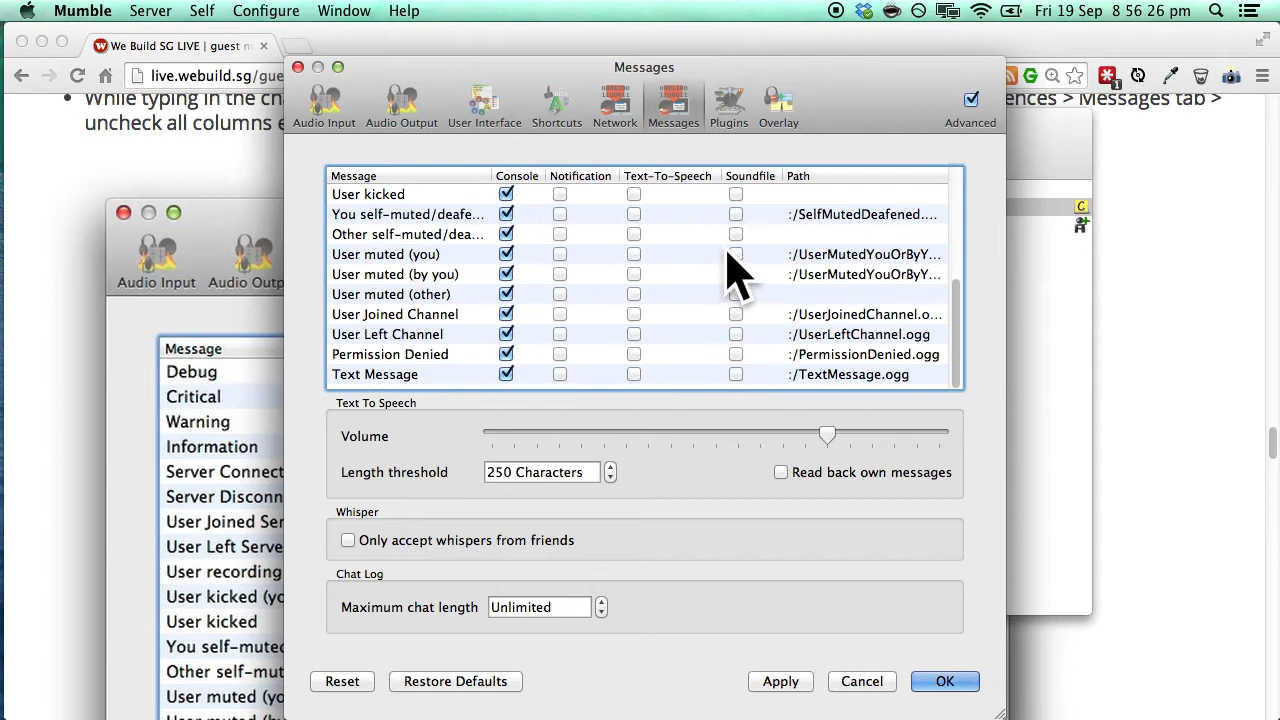 Mumble Server Self Configure Window Help Fri 19 Sep 8 56 26 pm
We Build SG LIVE | guest n
live.webuild.sg/gue
While typing in the cha
ences > Messages tab >
uncheck all columns e
Audio Input Audio Outpu
Message
Debug
Critical
Warning
Information
Server Connect
Server Disconn
User Joined Ser
User Left Serve
User recording
User kicked (yo
User kicked
You self-muted
Other self-mut
User muted (yo
Messages
Audio Input Audio Output User Interface Shortcuts Network Messages Plugins Overlay Advanced
Message Console Notification Text-To-Speech Soundfile Path
User kicked
You self-muted/deafe... :/SelfMutedDeafened....
Other self-muted/dea...
User muted (you) :/UserMutedYouOrByY...
User muted (by you) :/UserMutedYouOrByY...
User muted (other)
User Joined Channel :/UserJoinedChannel.o...
User Left Channel :/UserLeftChannel.ogg
Permission Denied :/PermissionDenied.ogg
Text Message :/TextMessage.ogg
Text To Speech
Volume
Length threshold 250 Characters Read back own messages
Whisper
Only accept whispers from friends
Chat Log
Maximum chat length Unlimited
Reset Restore Defaults Apply Cancel OK
C